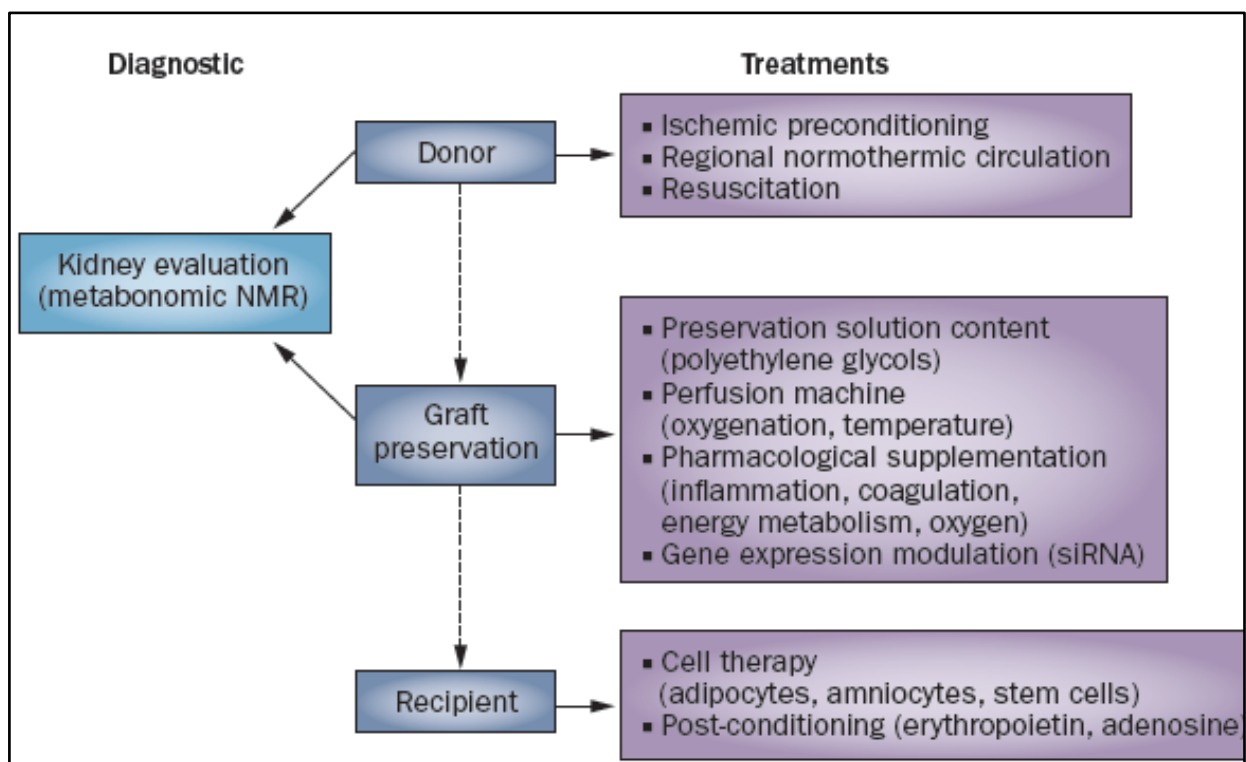 Diagnostic
Treatments
Donor
▪ Ischemic preconditioning
▪ Regional normothermic circulation
▪ Resuscitation
Kidney evaluation
(metabonomic NMR)
Graft
preservation
▪ Preservation solution content
(polyethylene glycols)
▪ Perfusion machine
(oxygenation, temperature)
▪ Pharmacological supplementation
(inflammation, coagulation,
energy metabolism, oxygen)
▪ Gene expression modulation (siRNA)
Recipient
▪ Cell therapy
(adipocytes, amniocytes, stem cells)
▪ Post-conditioning (erythropoietin, adenosine)